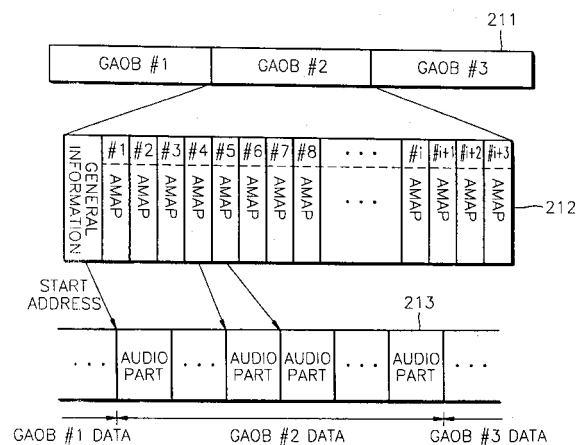 211
GAOB #1 GAOB #2 GAOB #3
GENERAL INFORMATION
#1 #2 #3 #4 #5 #6 #7 #8 ... #i #i+1 #i+2 #i+3
AMAP AMAP AMAP AMAP AMAP AMAP AMAP AMAP ... AMAP AMAP AMAP AMAP
212
START
ADDRESS
213
... AUDIO PART ... AUDIO PART AUDIO PART ... AUDIO PART ...
GAOB #1 DATA GAOB #2 DATA GAOB #3 DATA